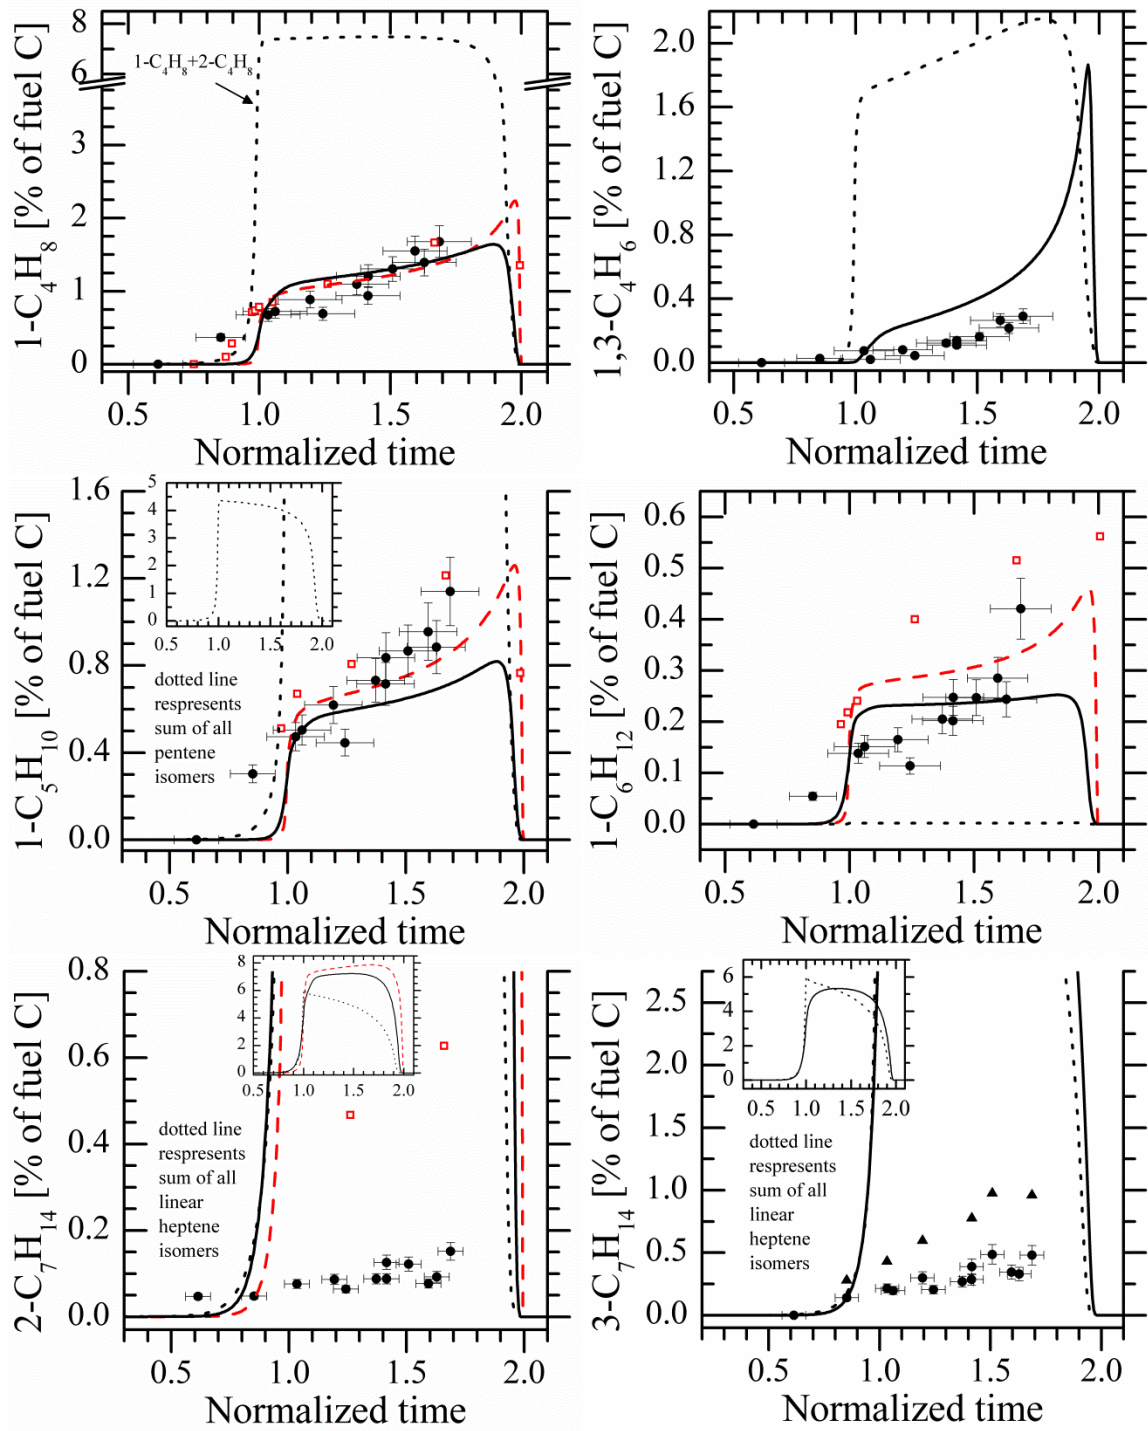 8
6
3
2
1
0
1-C4H8 [% of fuel C]
1-C4H8+2-C4H8
0.5 1.0 1.5 2.0
Normalized time
2.0
1.6
1.2
0.8
0.4
0.0
1,3-C4H6 [% of fuel C]
0.5 1.0 1.5 2.0
Normalized time
1.6
1.2
0.8
0.4
0.0
1-C5H10 [% of fuel C]
5
4
3
2
1
0
0.5 1.0 1.5 2.0
dotted line
respresents
sum of all
pentene
isomers
0.5 1.0 1.5 2.0
Normalized time
0.6
0.5
0.4
0.3
0.2
0.1
0.0
1-C6H12 [% of fuel C]
0.5 1.0 1.5 2.0
Normalized time
0.8
0.6
0.4
0.2
0.0
2-C7H14 [% of fuel C]
8
6
4
2
0
0.5 1.0 1.5 2.0
dotted line
respresents
sum of all
linear
heptene
isomers
0.5 1.0 1.5 2.0
Normalized time
2.5
2.0
1.5
1.0
0.5
0.0
3-C7H14 [% of fuel C]
6
4
2
0
0.5 1.0 1.5 2.0
dotted line
respresents
sum of all
linear
heptene
isomers
0.5 1.0 1.5 2.0
Normalized time